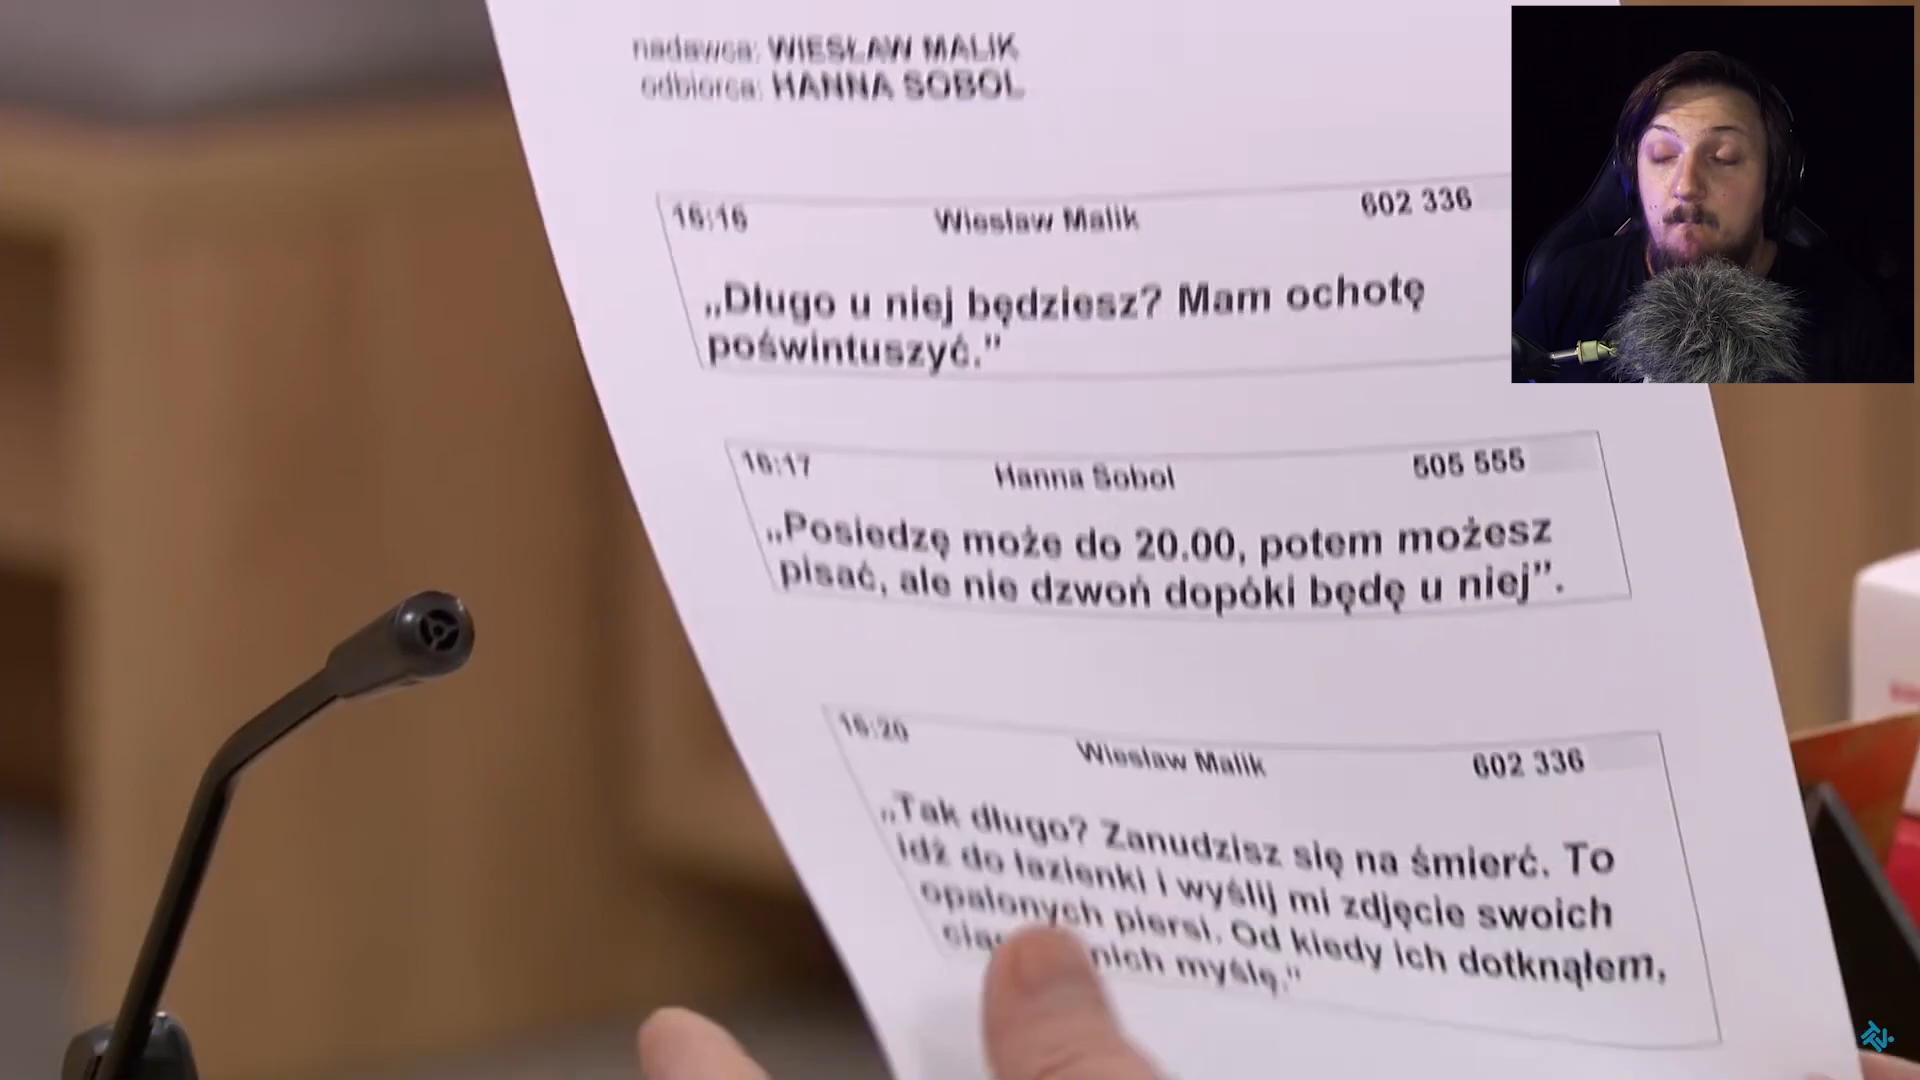 nadawca: WIESŁAW MALIK
odbiorca: HANNA SOBOL
16:16 Wiesław Malik 602 336
„Długo u niej będziesz? Mam ochotę
poświntuszyć.”
16:17 Hanna Sobol 505 555
„Posiedzę może do 20.00, potem możesz
pisać, ale nie dzwoń dopóki będę u niej”.
16:20 Wiesław Malik 602 336
„Tak długo? Zanudzisz się na śmierć. To
idź do łazienki i wyślij mi zdjęcie swoich
opalonych piersi. Od kiedy ich dotknąłem,
nich myślę.”